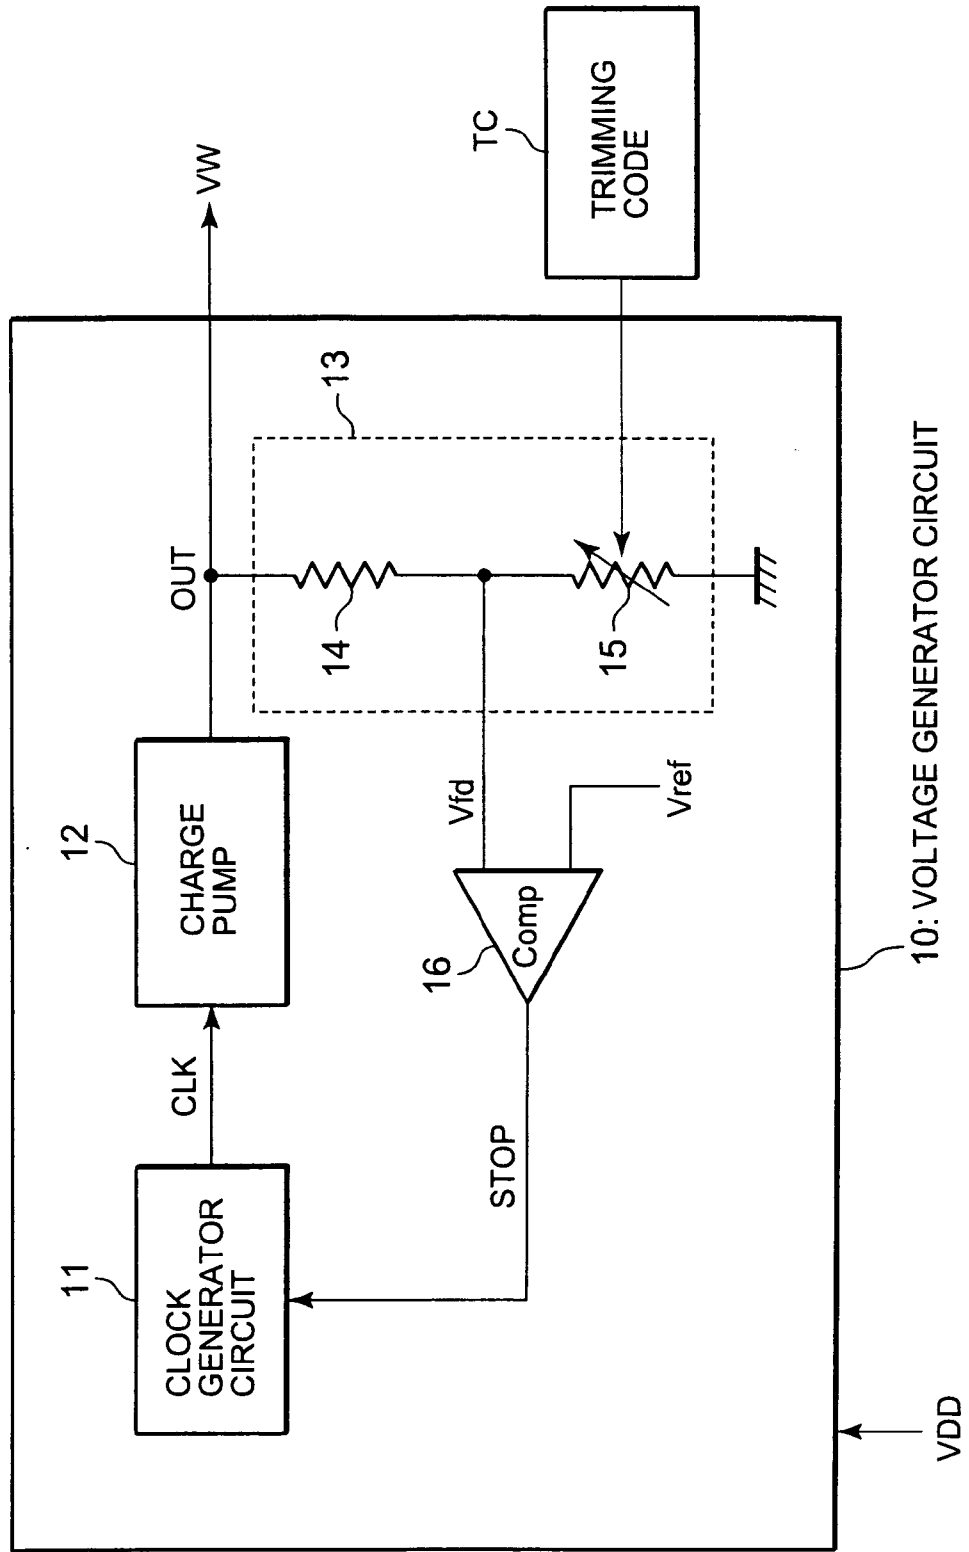 11
CLOCK
GENERATOR
CIRCUIT
CLK
12
CHARGE
PUMP
OUT
VW
13
14
15
TC
TRIMMING
CODE
Vfd
Vref
16
Comp
STOP
VDD
10: VOLTAGE GENERATOR CIRCUIT